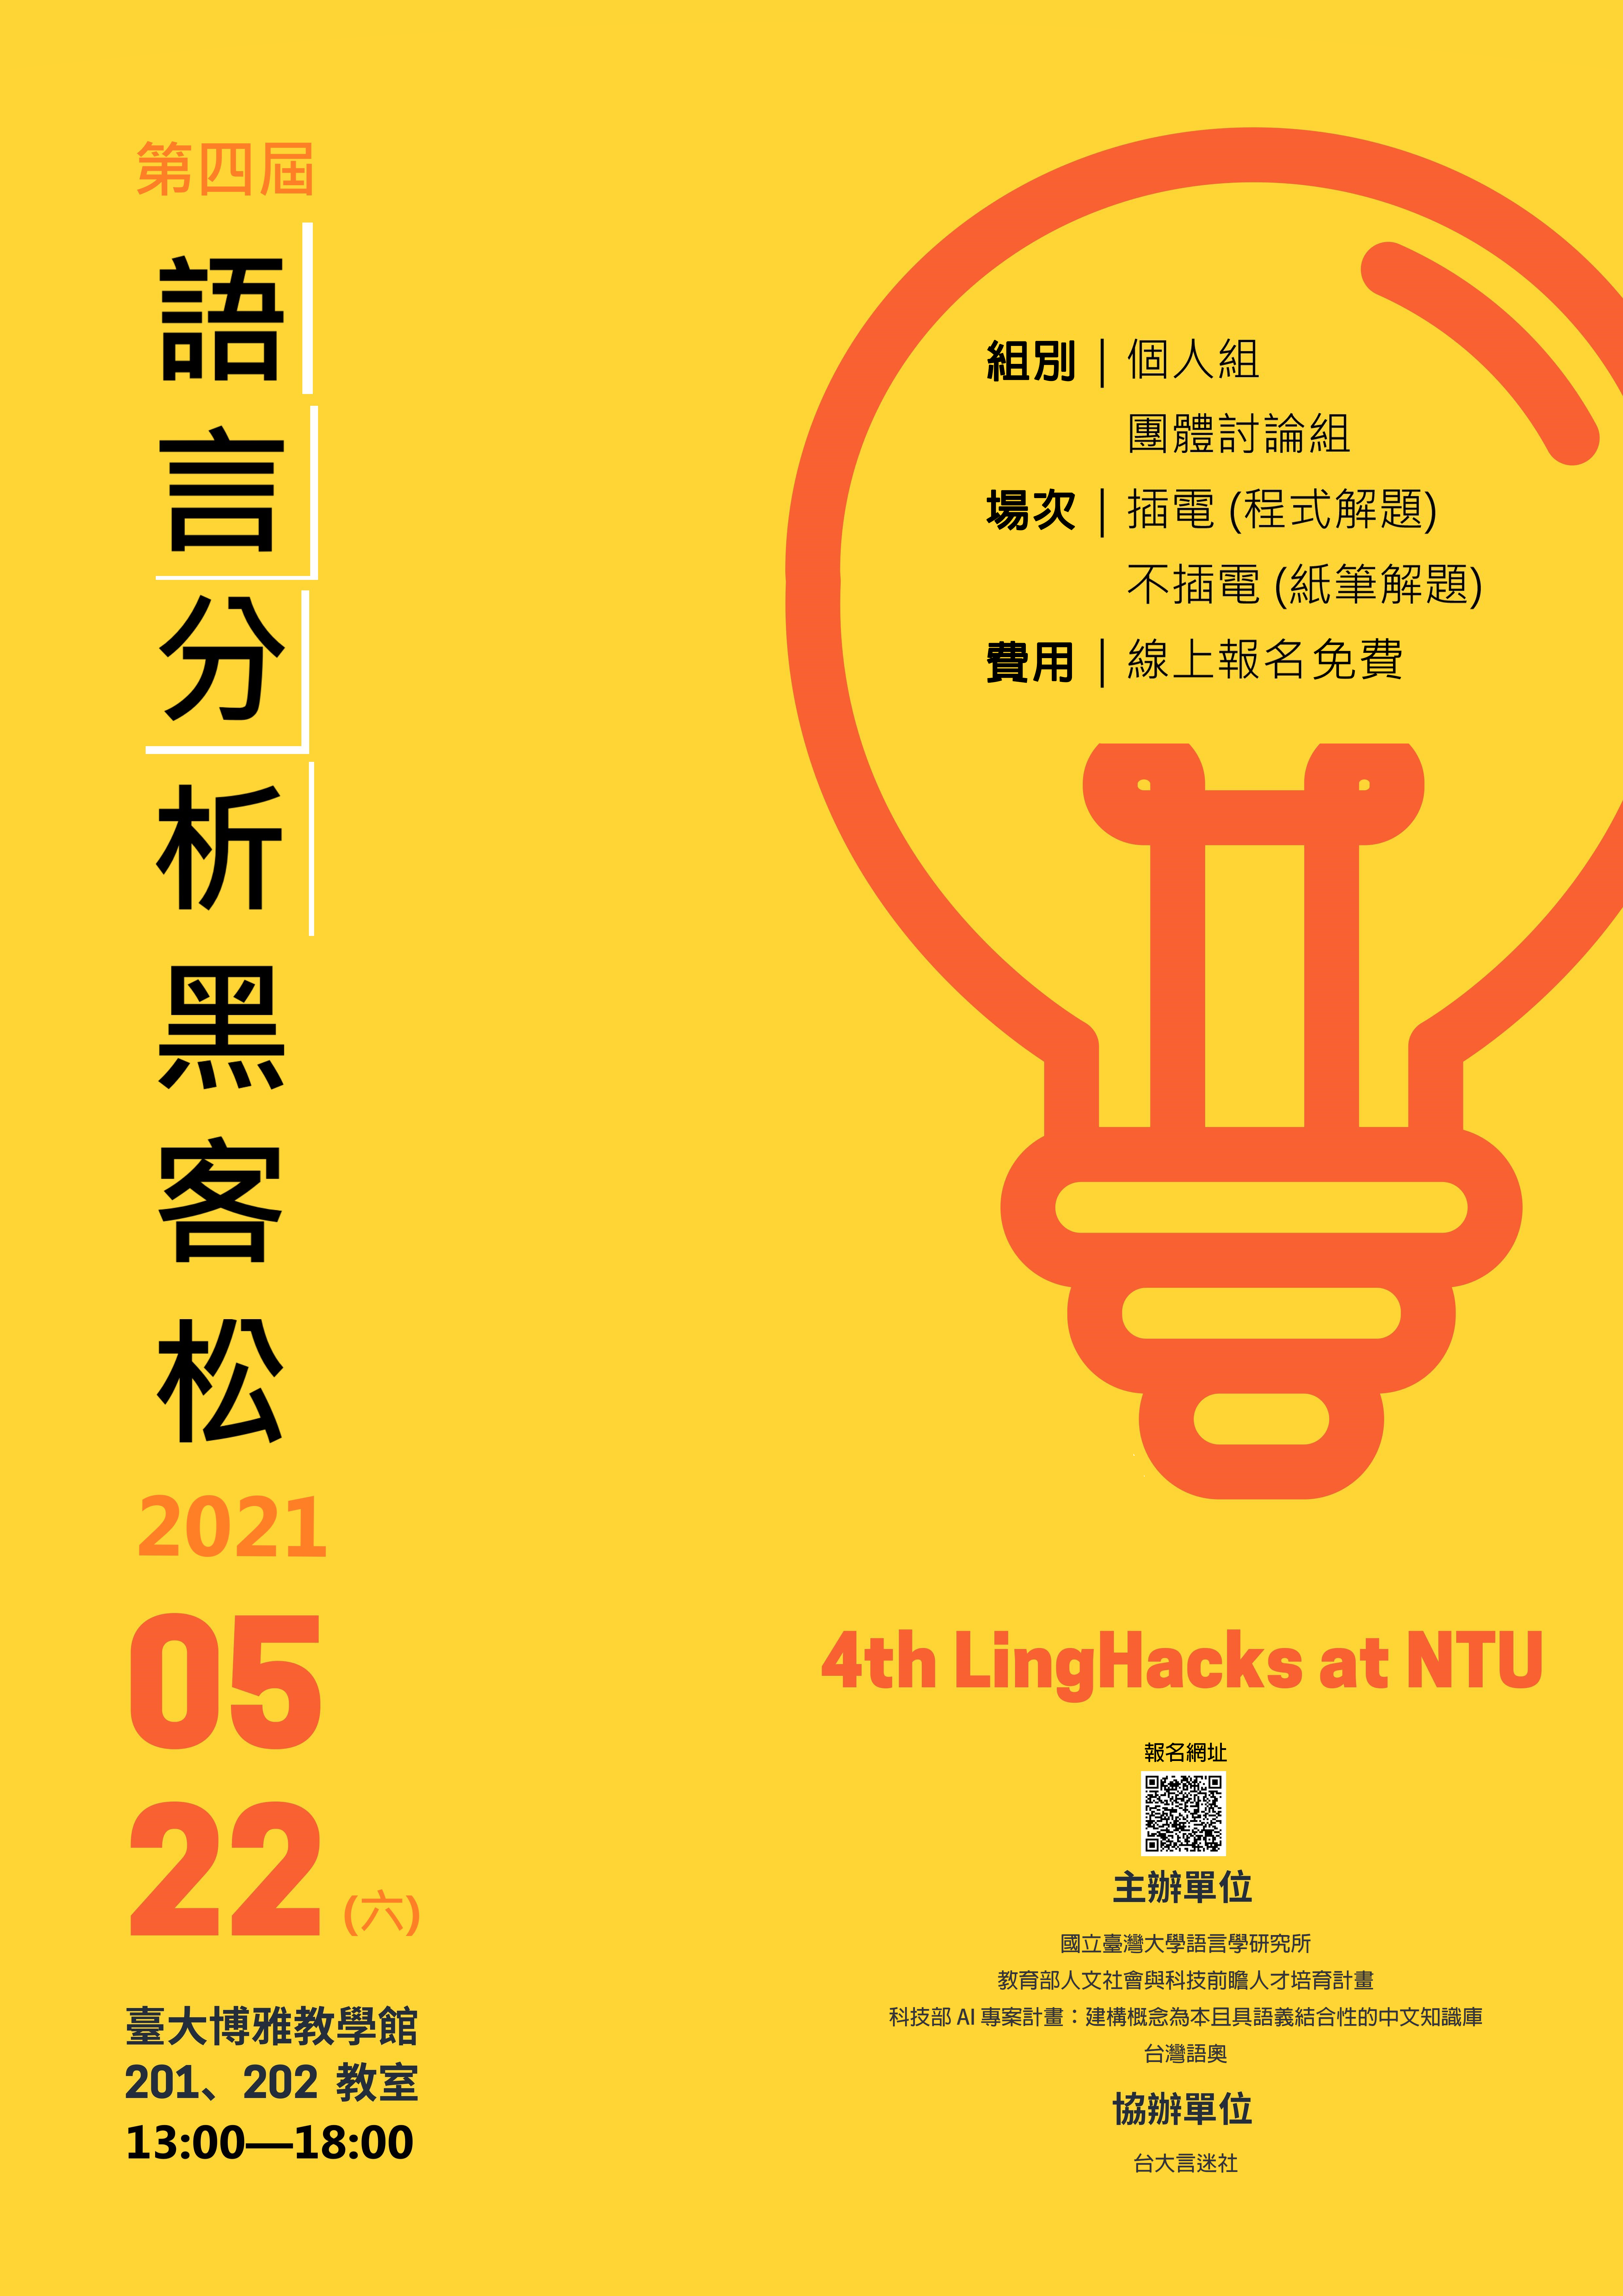 第四屆
語言分析黑客松
2021
05
22 (六)
臺大博雅教學館
201、202 教室
13:00—18:00
組別 | 個人組
團體討論組
場次 | 插電 (程式解題)
不插電 (紙筆解題)
費用 | 線上報名免費
4th LingHacks at NTU
報名網址
主辦單位
國立臺灣大學語言學研究所
教育部人文社會與科技前瞻人才培育計畫
科技部 AI 專案計畫：建構概念為本且具語義結合性的中文知識庫
台灣語奧
協辦單位
台大言迷社